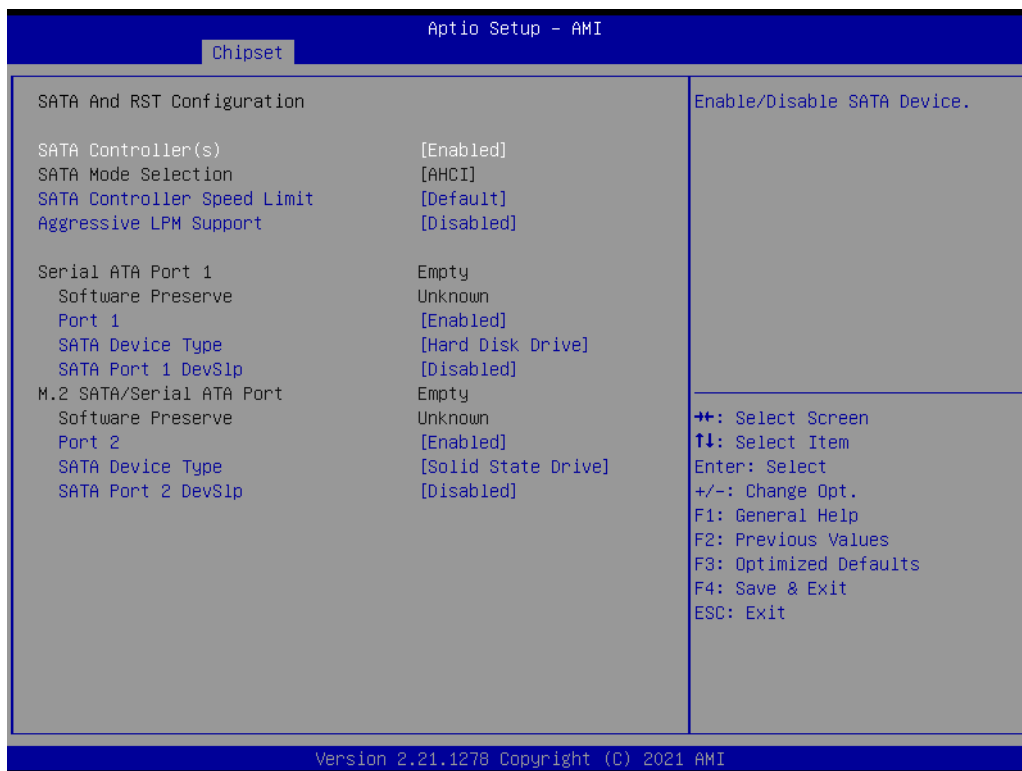 Aptio Setup – AMI
Chipset
SATA And RST Configuration
SATA Controller(s) [Enabled]
SATA Mode Selection [AHCI]
SATA Controller Speed Limit [Default]
Aggressive LPM Support [Disabled]
Serial ATA Port 1 Empty
Software Preserve Unknown
Port 1 [Enabled]
SATA Device Type [Hard Disk Drive]
SATA Port 1 DevSlp [Disabled]
M.2 SATA/Serial ATA Port Empty
Software Preserve Unknown
Port 2 [Enabled]
SATA Device Type [Solid State Drive]
SATA Port 2 DevSlp [Disabled]
Enable/Disable SATA Device.
→←: Select Screen
↑↓: Select Item
Enter: Select
+/-: Change Opt.
F1: General Help
F2: Previous Values
F3: Optimized Defaults
F4: Save & Exit
ESC: Exit
Version 2.21.1278 Copyright (C) 2021 AMI